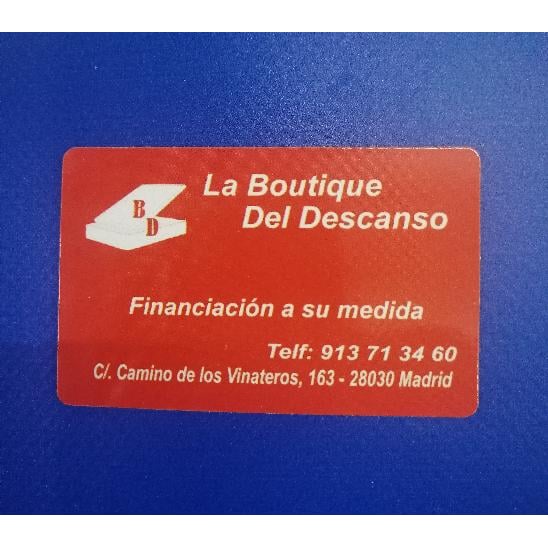 La Boutique
Del Descanso
B
D
Financiación a su medida
Telf: 913 71 34 60
C/. Camino de los Vinateros, 163 - 28030 Madrid